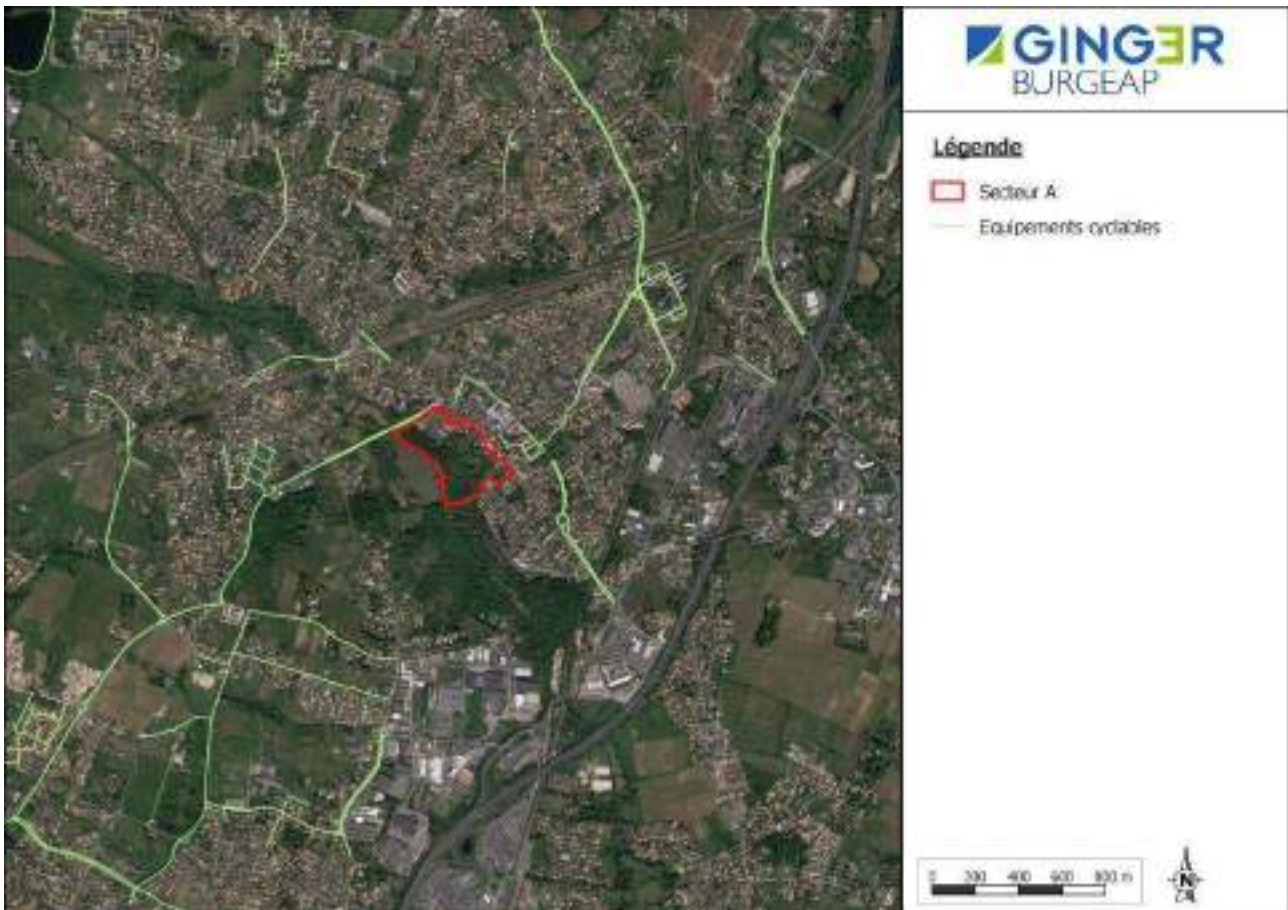 GINGER
BURGEAP
Légende
Secteur A
Equipements cyclables
0 200 400 600 800 m
N